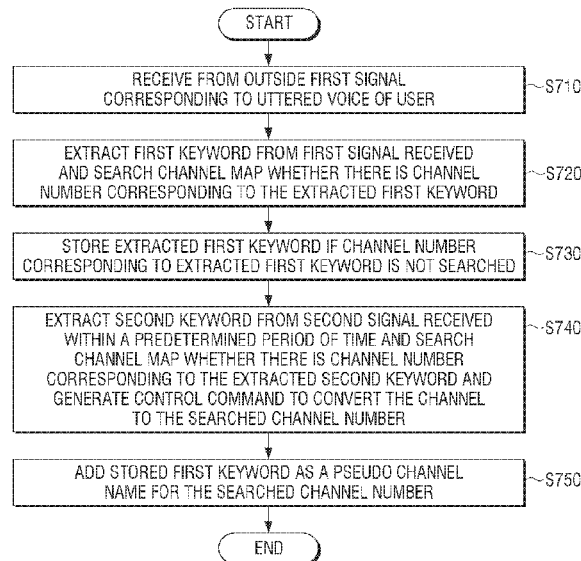 START
RECEIVE FROM OUTSIDE FIRST SIGNAL
CORRESPONDING TO UTTERED VOICE OF USER
S710
EXTRACT FIRST KEYWORD FROM FIRST SIGNAL RECEIVED
AND SEARCH CHANNEL MAP WHETHER THERE IS CHANNEL
NUMBER CORRESPONDING TO THE EXTRACTED FIRST KEYWORD
S720
STORE EXTRACTED FIRST KEYWORD IF CHANNEL NUMBER
CORRESPONDING TO EXTRACTED FIRST KEYWORD IS NOT SEARCHED
S730
EXTRACT SECOND KEYWORD FROM SECOND SIGNAL RECEIVED
WITHIN A PREDETERMINED PERIOD OF TIME AND SEARCH
CHANNEL MAP WHETHER THERE IS CHANNEL NUMBER
CORRESPONDING TO THE EXTRACTED SECOND KEYWORD AND
GENERATE CONTROL COMMAND TO CONVERT THE CHANNEL
TO THE SEARCHED CHANNEL NUMBER
S740
ADD STORED FIRST KEYWORD AS A PSEUDO CHANNEL
NAME FOR THE SEARCHED CHANNEL NUMBER
S750
END